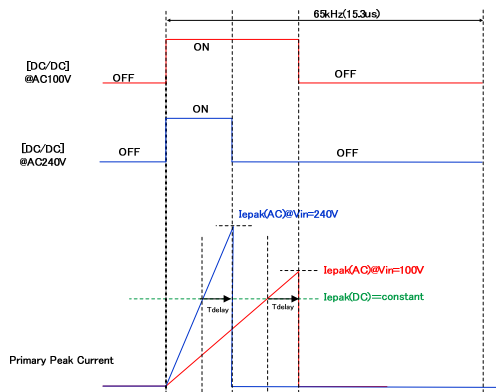 65kHz(15.3us)
[DC/DC]
@AC100V
OFF
ON
OFF
[DC/DC]
@AC240V
OFF
ON
OFF
Iepak(AC)@Vin=240V
Iepak(AC)@Vin=100V
Iepak(DC)=constant
Tdelay
Tdelay
Primary Peak Current